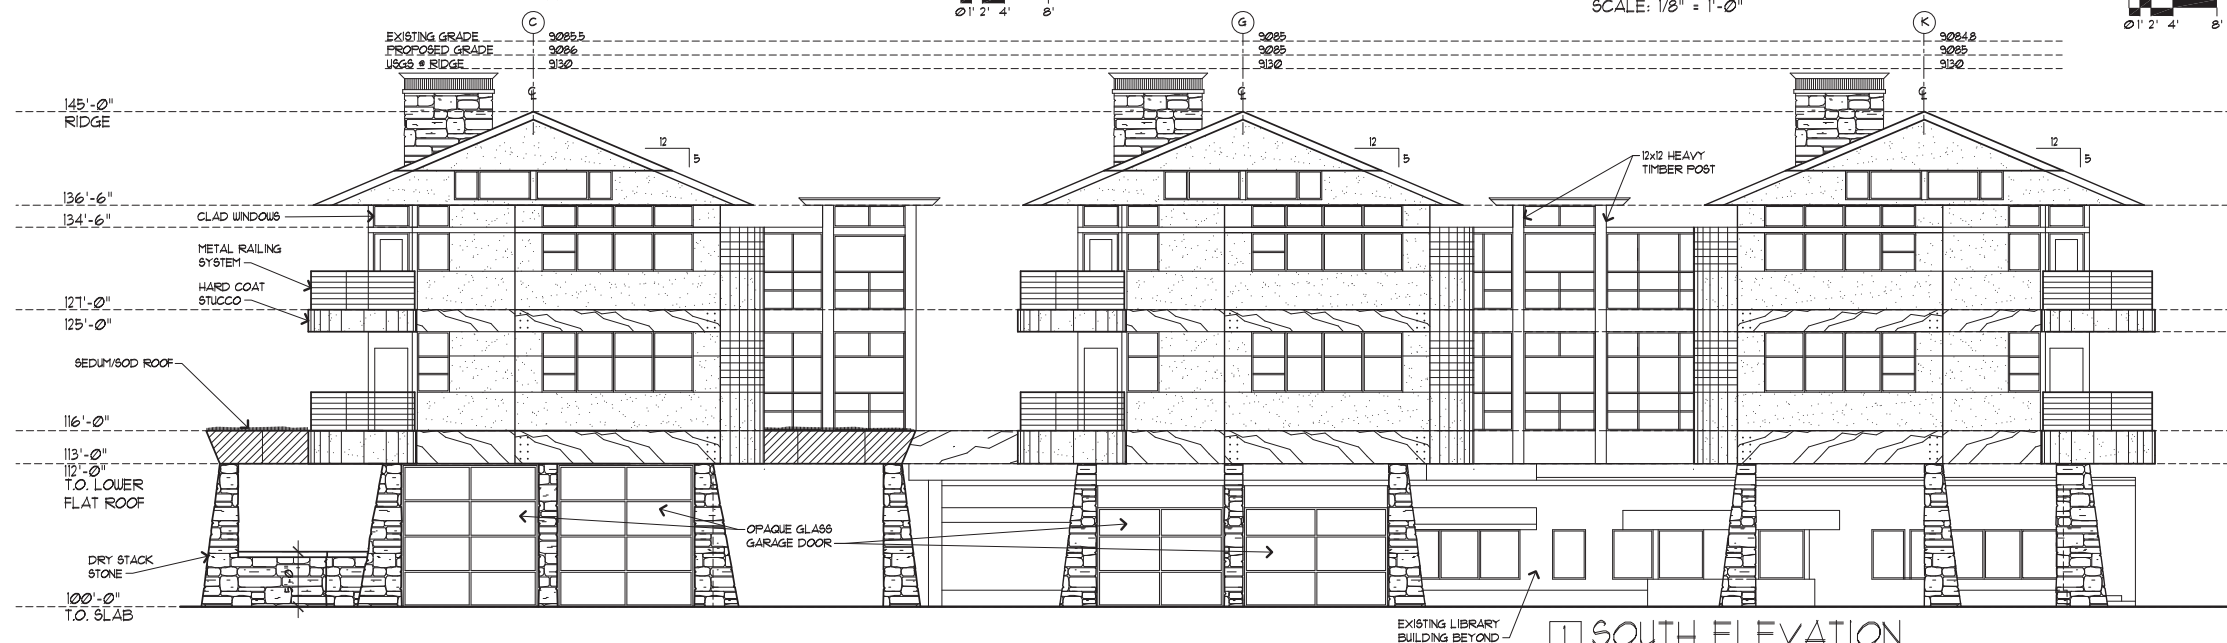 Ø 1' 2' 4' 8'
SCALE: 1/8" = 1'-0"
Ø 1' 2' 4' 8'
C
G
K
EXISTING GRADE 9085.5 9085 9084.8
PROPOSED GRADE 9086 9085 9085
USGS @ RIDGE 9130 9130 9130
℄ ℄ ℄
145'-0"
RIDGE
12
5
12
5
12
5
12x12 HEAVY
TIMBER POST
136'-6"
134'-6"
CLAD WINDOWS
METAL RAILING
SYSTEM
HARD COAT
STUCCO
127'-0"
125'-0"
SEDUM/SOD ROOF
116'-0"
113'-0"
112'-0"
T.O. LOWER
FLAT ROOF
OPAQUE GLASS
GARAGE DOOR
DRY STACK
STONE
5'-0"
100'-0"
T.O. SLAB
EXISTING LIBRARY
BUILDING BEYOND
1 SOUTH ELEVATION